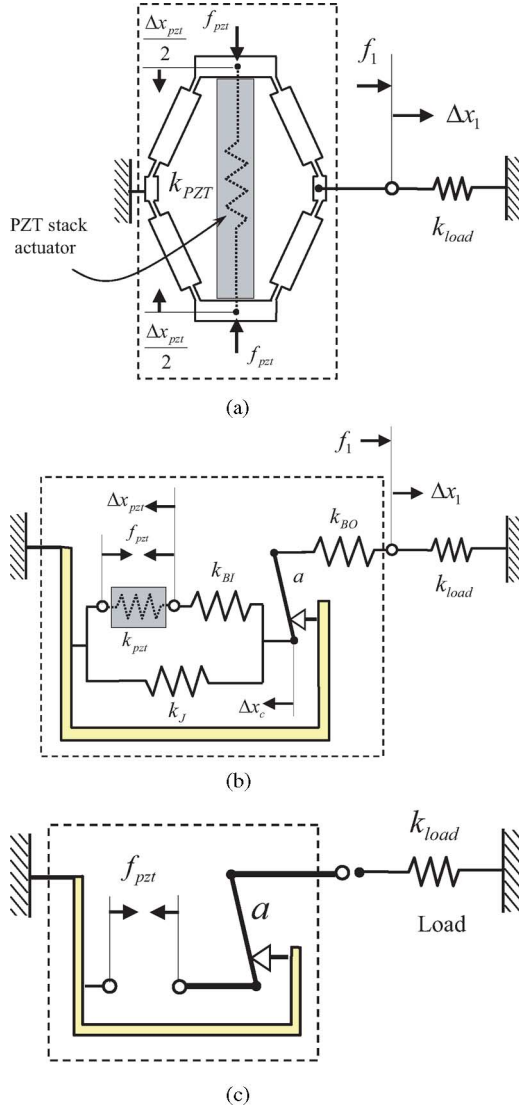 Δx_pzt
2
f_pzt
f_1
Δx_1
k_PZT
k_load
PZT stack
actuator
Δx_pzt
2
f_pzt
(a)
f_1
Δx_pzt
Δx_1
k_BO
f_pzt
k_BI
a
k_load
k_pzt
Δx_c
k_J
(b)
k_load
f_pzt
a
Load
(c)